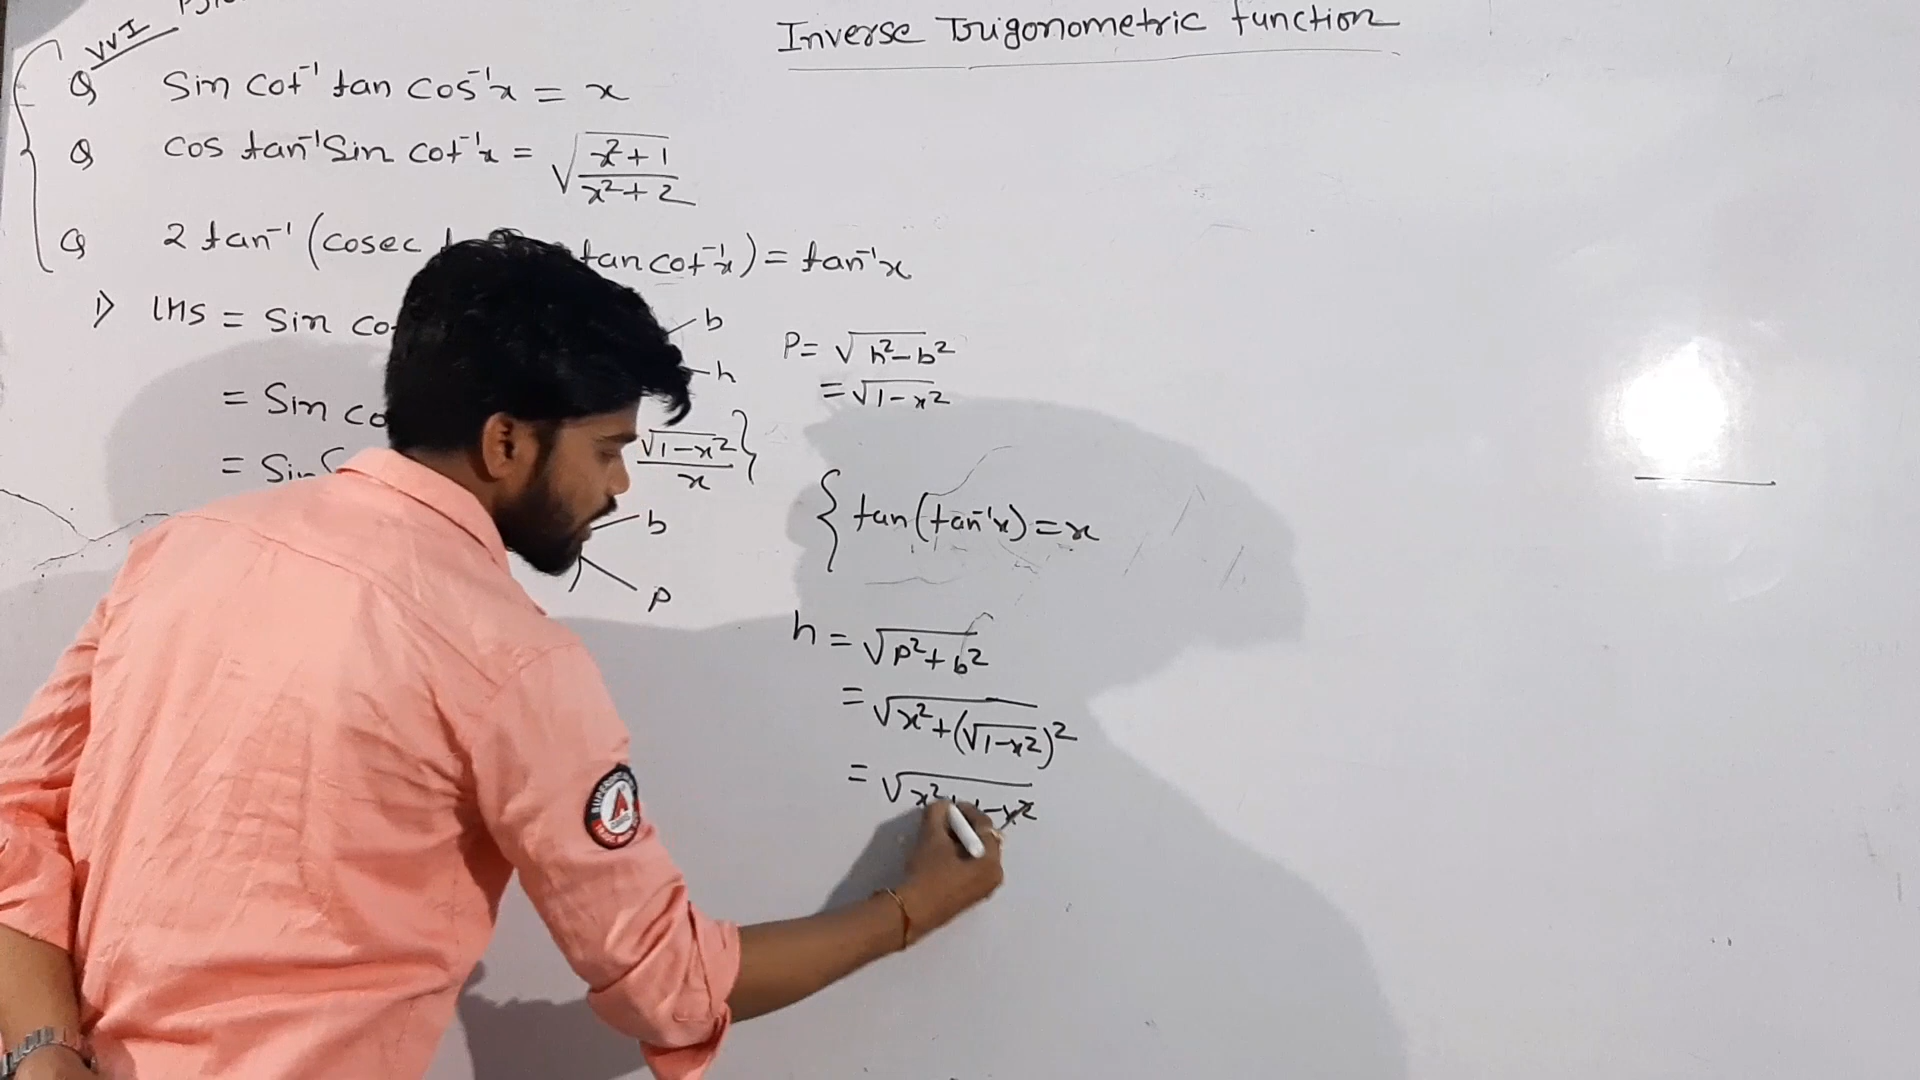 Inverse Trigonometric function
VVI
Q Sin Cot⁻¹ tan Cos⁻¹x = x
Q cos tan⁻¹ Sin cot⁻¹x = √((x²+1)/(x²+2))
Q 2 tan⁻¹ (cosec tan cot⁻¹x) = tan⁻¹x
1) LHS = Sin co
b
h
P = √(h²-b²)
= √(1-x²)
= Sin co
= Sin √(1-x²)/x }
b
p
{ tan(tan⁻¹x) = x
h = √(p²+b²)
= √(x²+(√(1-x²))²)
= √(x²+1-x²)
A